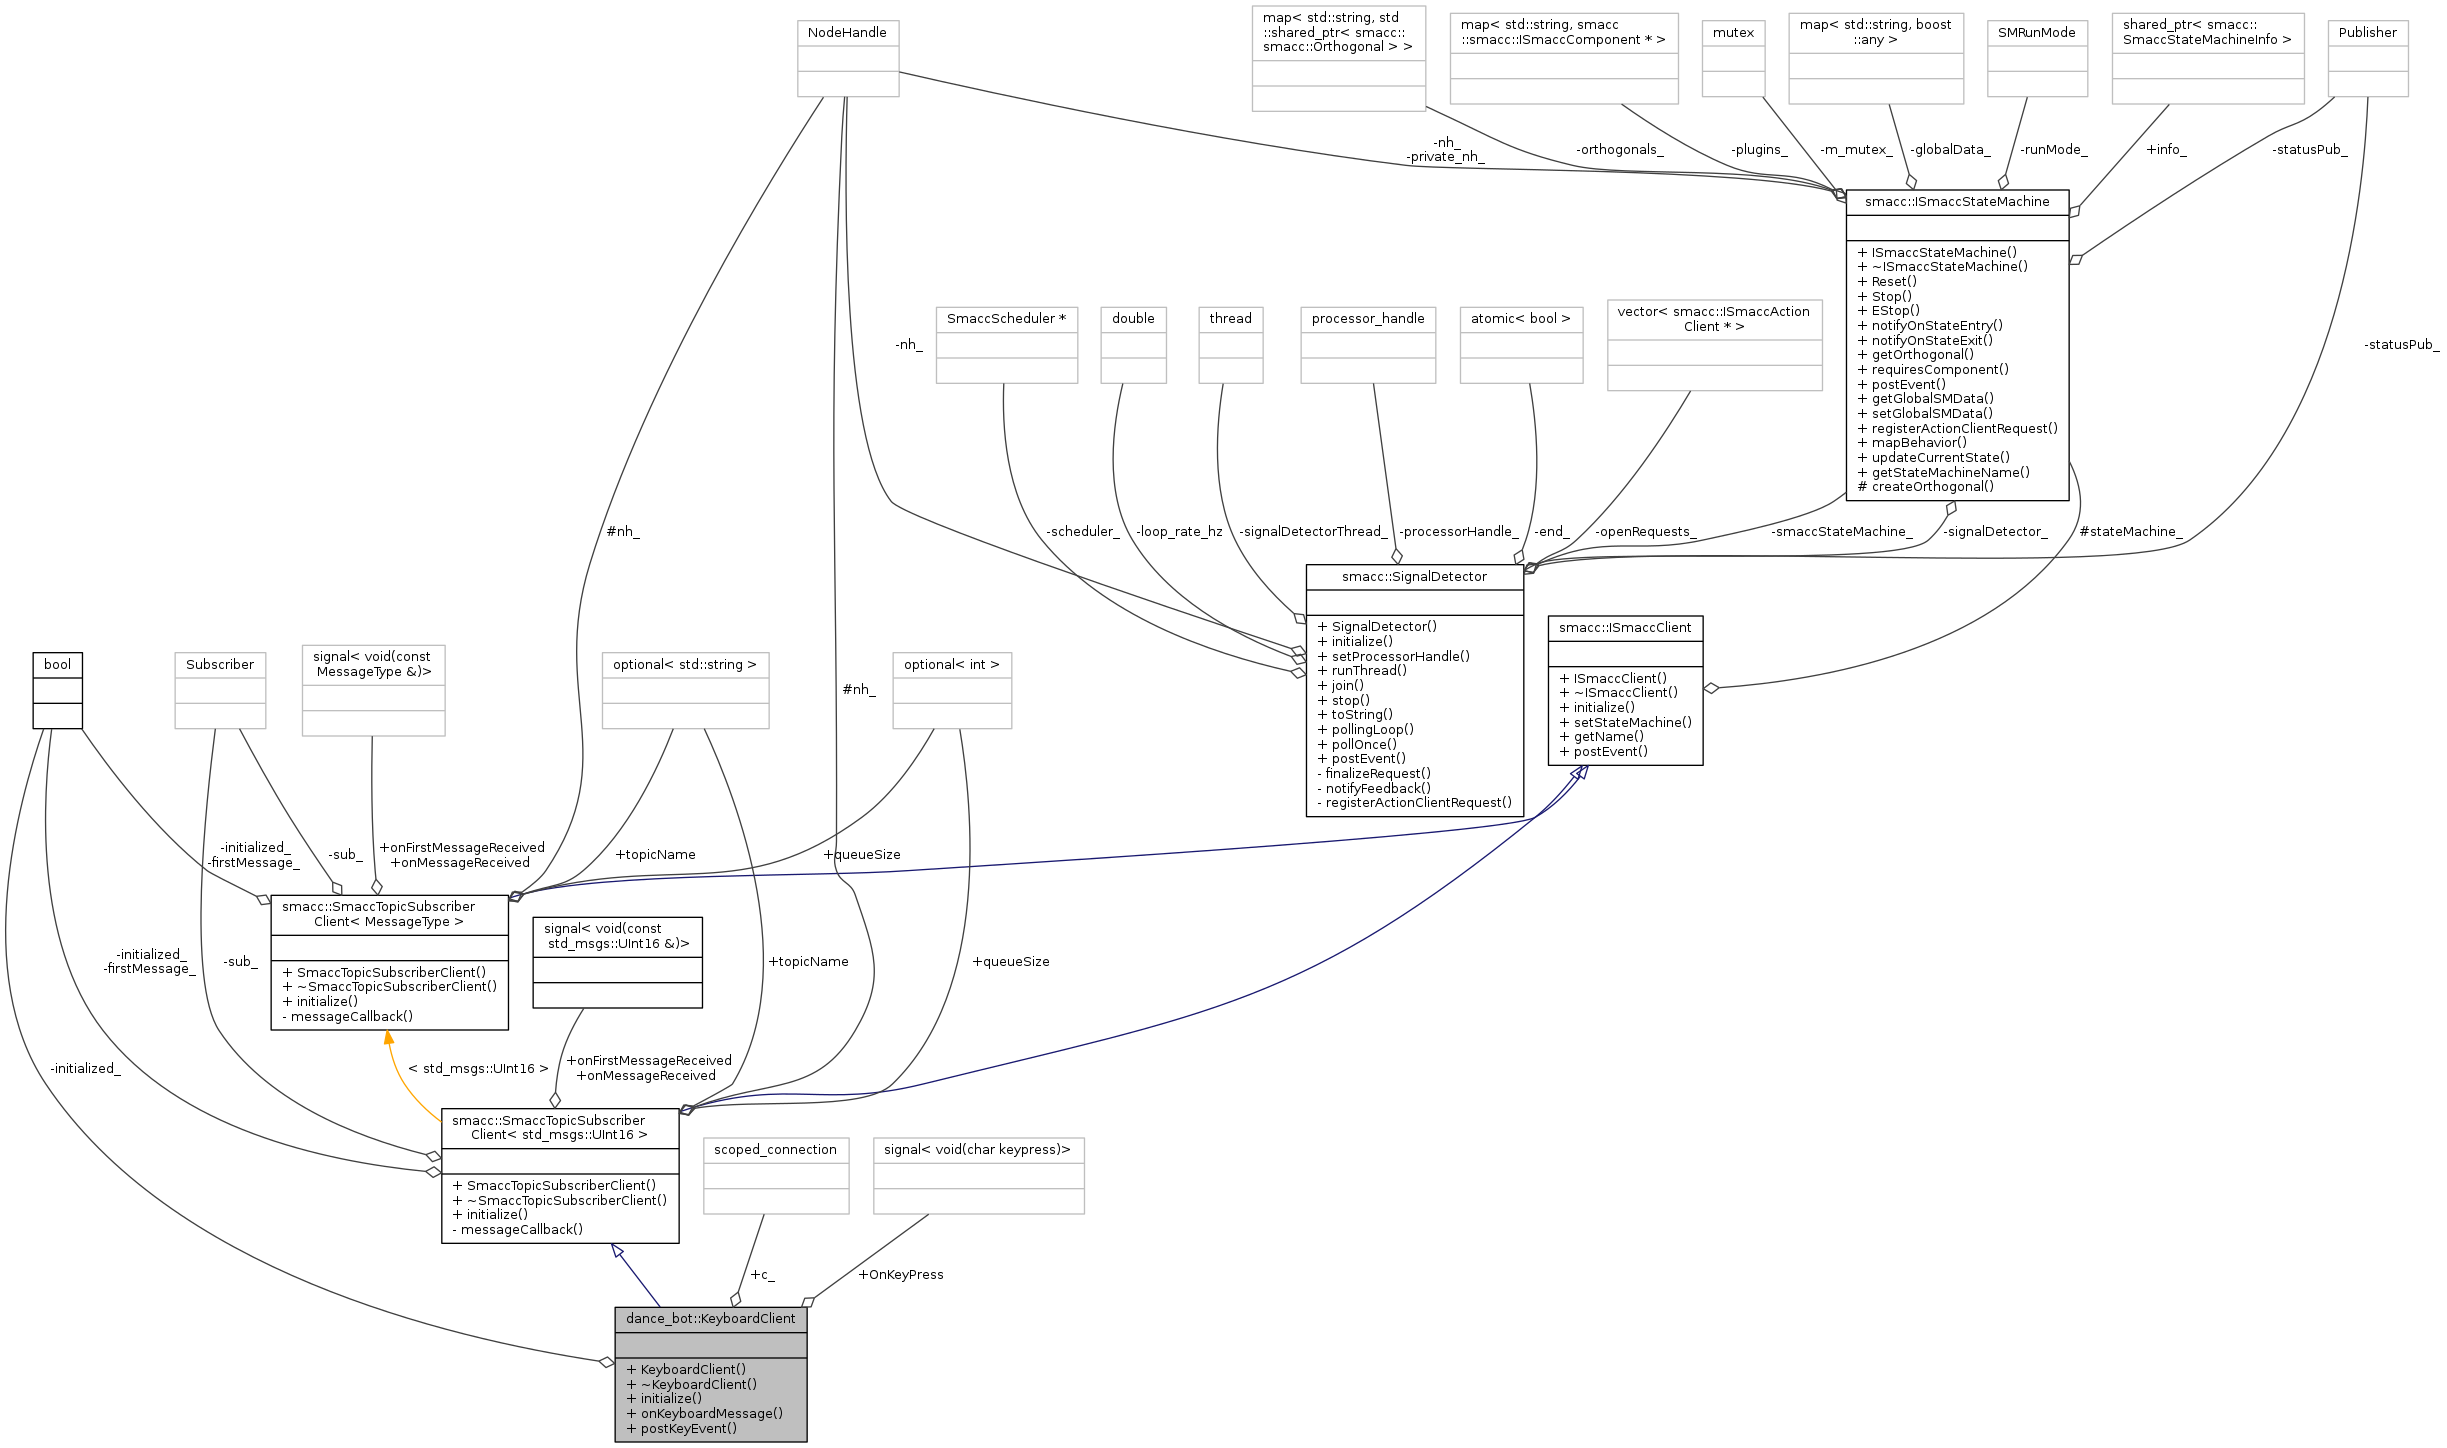 NodeHandle
map< std::string, std
::shared_ptr< smacc::
smacc::Orthogonal > >
map< std::string, smacc
::smacc::ISmaccComponent * >
mutex
map< std::string, boost
::any >
SMRunMode
shared_ptr< smacc::
SmaccStateMachineInfo >
Publisher
-nh_
-private_nh_
-orthogonals_
-plugins_
-m_mutex_
-globalData_
-runMode_
+info_
-statusPub_
smacc::ISmaccStateMachine
+ ISmaccStateMachine()
+ ~ISmaccStateMachine()
+ Reset()
+ Stop()
+ EStop()
+ notifyOnStateEntry()
+ notifyOnStateExit()
+ getOrthogonal()
+ requiresComponent()
+ postEvent()
+ getGlobalSMData()
+ setGlobalSMData()
+ registerActionClientRequest()
+ mapBehavior()
+ updateCurrentState()
+ getStateMachineName()
# createOrthogonal()
-nh_
SmaccScheduler *
double
thread
processor_handle
atomic< bool >
vector< smacc::ISmaccAction
Client * >
-statusPub_
#nh_
-scheduler_
-loop_rate_hz
-signalDetectorThread_
-processorHandle_
-end_
-openRequests_
-smaccStateMachine_
-signalDetector_
#stateMachine_
smacc::SignalDetector
+ SignalDetector()
+ initialize()
+ setProcessorHandle()
+ runThread()
+ join()
+ stop()
+ toString()
+ pollingLoop()
+ pollOnce()
+ postEvent()
- finalizeRequest()
- notifyFeedback()
- registerActionClientRequest()
smacc::ISmaccClient
+ ISmaccClient()
+ ~ISmaccClient()
+ initialize()
+ setStateMachine()
+ getName()
+ postEvent()
bool
Subscriber
signal< void(const
MessageType &)>
optional< std::string >
#nh_
optional< int >
-initialized_
-firstMessage_
-sub_
+onFirstMessageReceived
+onMessageReceived
+topicName
+queueSize
smacc::SmaccTopicSubscriber
Client< MessageType >
+ SmaccTopicSubscriberClient()
+ ~SmaccTopicSubscriberClient()
+ initialize()
- messageCallback()
signal< void(const
std_msgs::UInt16 &)>
-initialized_
-firstMessage_
-sub_
+topicName
+queueSize
-initialized_
< std_msgs::UInt16 >
+onFirstMessageReceived
+onMessageReceived
smacc::SmaccTopicSubscriber
Client< std_msgs::UInt16 >
+ SmaccTopicSubscriberClient()
+ ~SmaccTopicSubscriberClient()
+ initialize()
- messageCallback()
scoped_connection
signal< void(char keypress)>
+c_
+OnKeyPress
dance_bot::KeyboardClient
+ KeyboardClient()
+ ~KeyboardClient()
+ initialize()
+ onKeyboardMessage()
+ postKeyEvent()